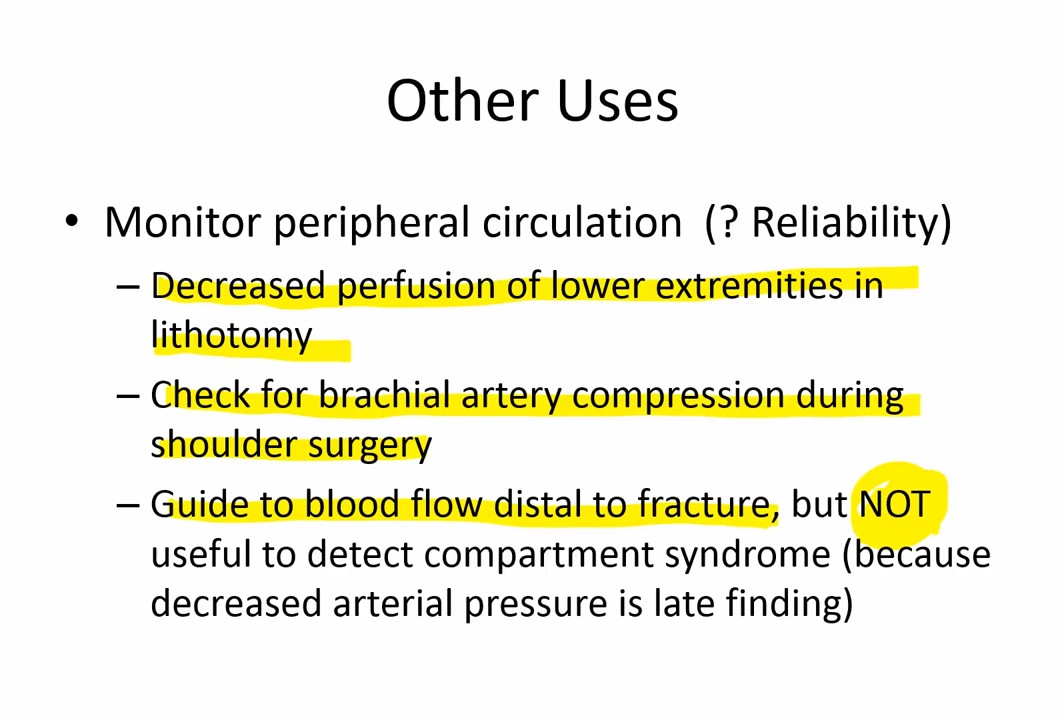 Other Uses
• Monitor peripheral circulation (? Reliability)
– Decreased perfusion of lower extremities in
lithotomy
– Check for brachial artery compression during
shoulder surgery
– Guide to blood flow distal to fracture, but NOT
useful to detect compartment syndrome (because
decreased arterial pressure is late finding)